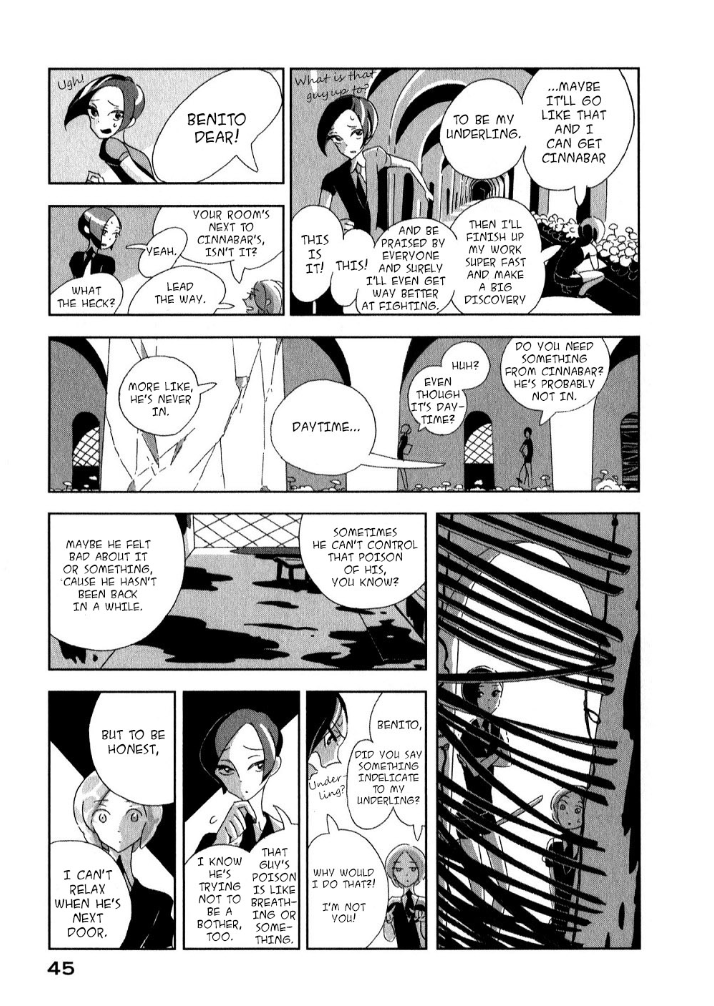 ...MAYBE
IT'LL GO
LIKE THAT
AND I
CAN GET
CINNABAR
TO BE MY
UNDERLING.
What is that
guy up to?
THEN I'LL
FINISH UP
MY WORK
SUPER FAST
AND MAKE
A BIG
DISCOVERY
AND BE
PRAISED BY
EVERYONE
AND SURELY
I'LL EVEN GET
WAY BETTER
AT FIGHTING.
THIS!
THIS
IS
IT!
BENITO
DEAR!
Ugh!
YOUR ROOM'S
NEXT TO
CINNABAR'S,
ISN'T IT?
YEAH.
LEAD
THE WAY.
WHAT
THE HECK?
DO YOU NEED
SOMETHING
FROM CINNABAR?
HE'S PROBABLY
NOT IN.
HUH?
EVEN
THOUGH
IT'S DAY-
TIME?
DAYTIME...
MORE LIKE,
HE'S NEVER
IN.
SOMETIMES
HE CAN'T CONTROL
THAT POISON
OF HIS,
YOU KNOW?
MAYBE HE FELT
BAD ABOUT IT
OR SOMETHING,
'CAUSE HE HASN'T
BEEN BACK
IN A WHILE.
BENITO,
DID YOU SAY
SOMETHING
INDELICATE
TO MY
UNDERLING?
Under-
ling?
WHY WOULD
I DO THAT?!
I'M NOT
YOU!
THAT
GUY'S
POISON
IS LIKE
BREATH-
ING OR
SOME-
THING.
I KNOW
HE'S
TRYING
NOT TO
BE A
BOTHER,
TOO.
BUT TO BE
HONEST,
I CAN'T
RELAX
WHEN HE'S
NEXT
DOOR.
45